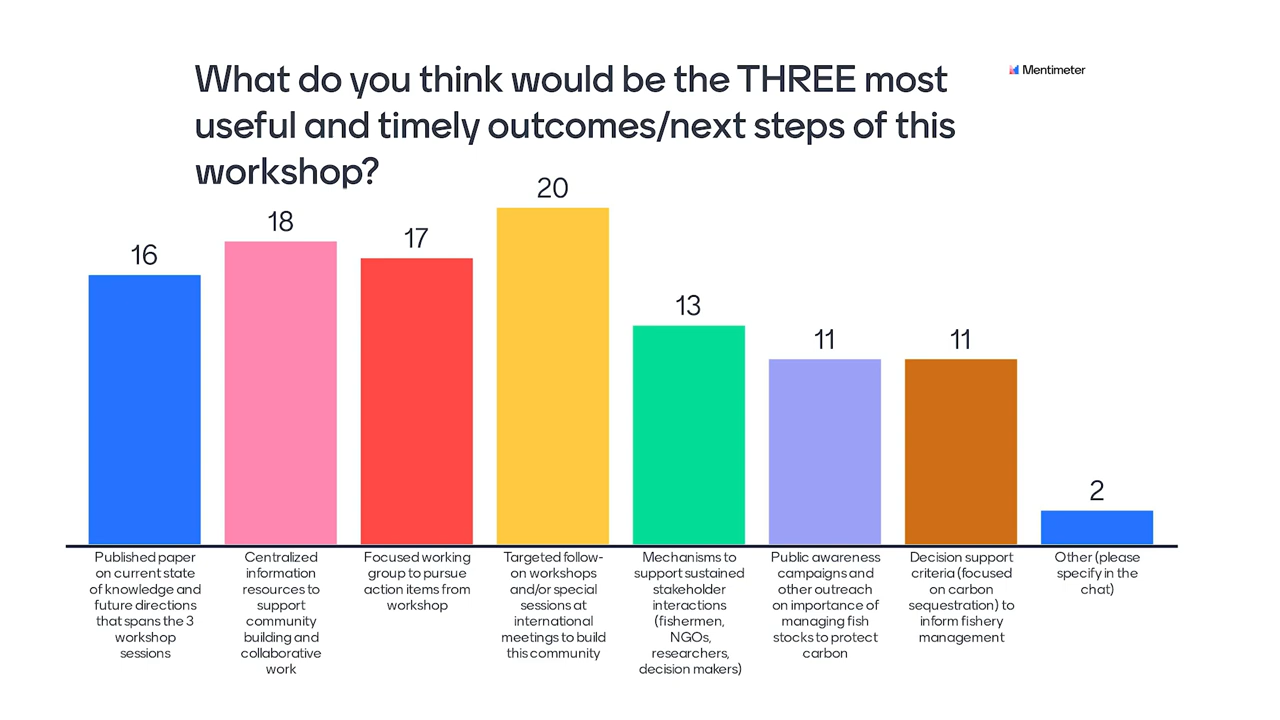 What do you think would be the THREE most
useful and timely outcomes/next steps of this
workshop?
Mentimeter
16
18
17
20
13
11
11
2
Published paper
on current state
of knowledge and
future directions
that spans the 3
workshop
sessions
Centralized
information
resources to
support
community
building and
collaborative
work
Focused working
group to pursue
action items from
workshop
Targeted follow-
on workshops
and/or special
sessions at
international
meetings to build
this community
Mechanisms to
support sustained
stakeholder
interactions
(fishermen,
NGOs,
researchers,
decision makers)
Public awareness
campaigns and
other outreach
on importance of
managing fish
stocks to protect
carbon
Decision support
criteria (focused
on carbon
sequestration) to
inform fishery
management
Other (please
specify in the
chat)